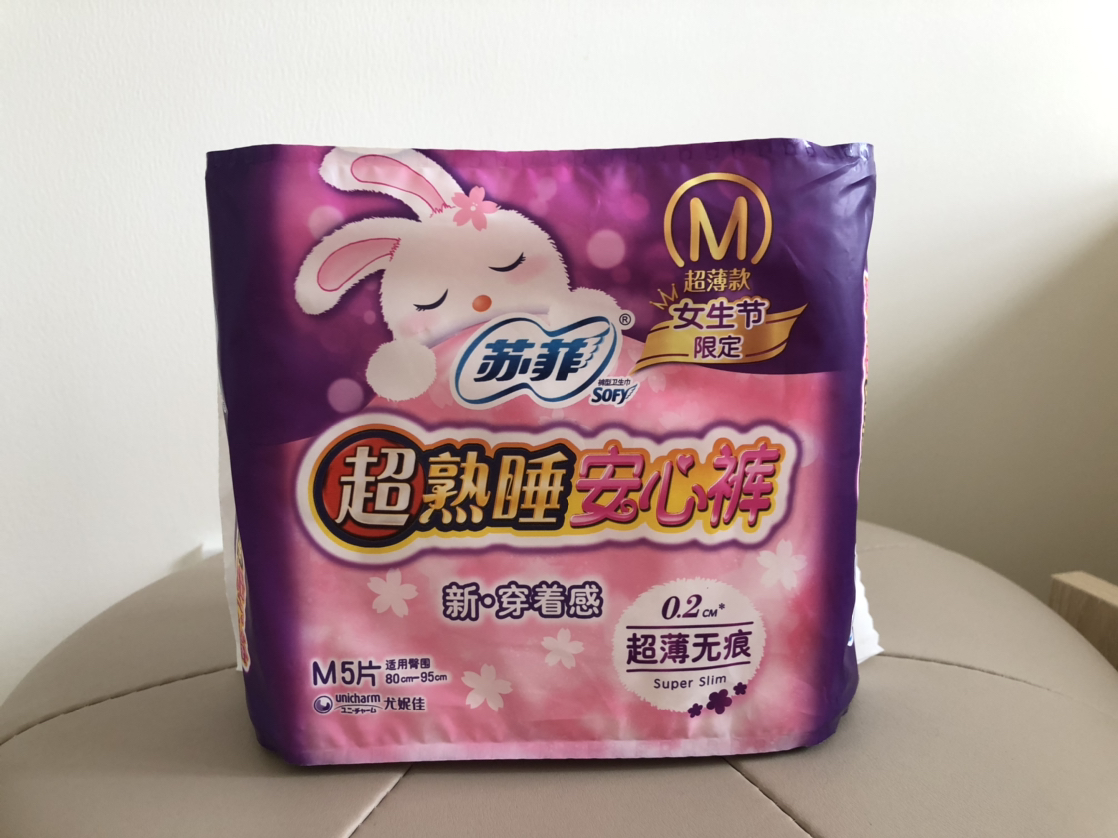 M
超薄款
女生节
限定
苏菲®
裤型卫生巾
SOFY
超熟睡安心裤
新·穿着感
0.2CM*
超薄无痕
Super Slim
M5片
适用臀围
80cm-95cm
unicharm
ユニ・チャーム
尤妮佳